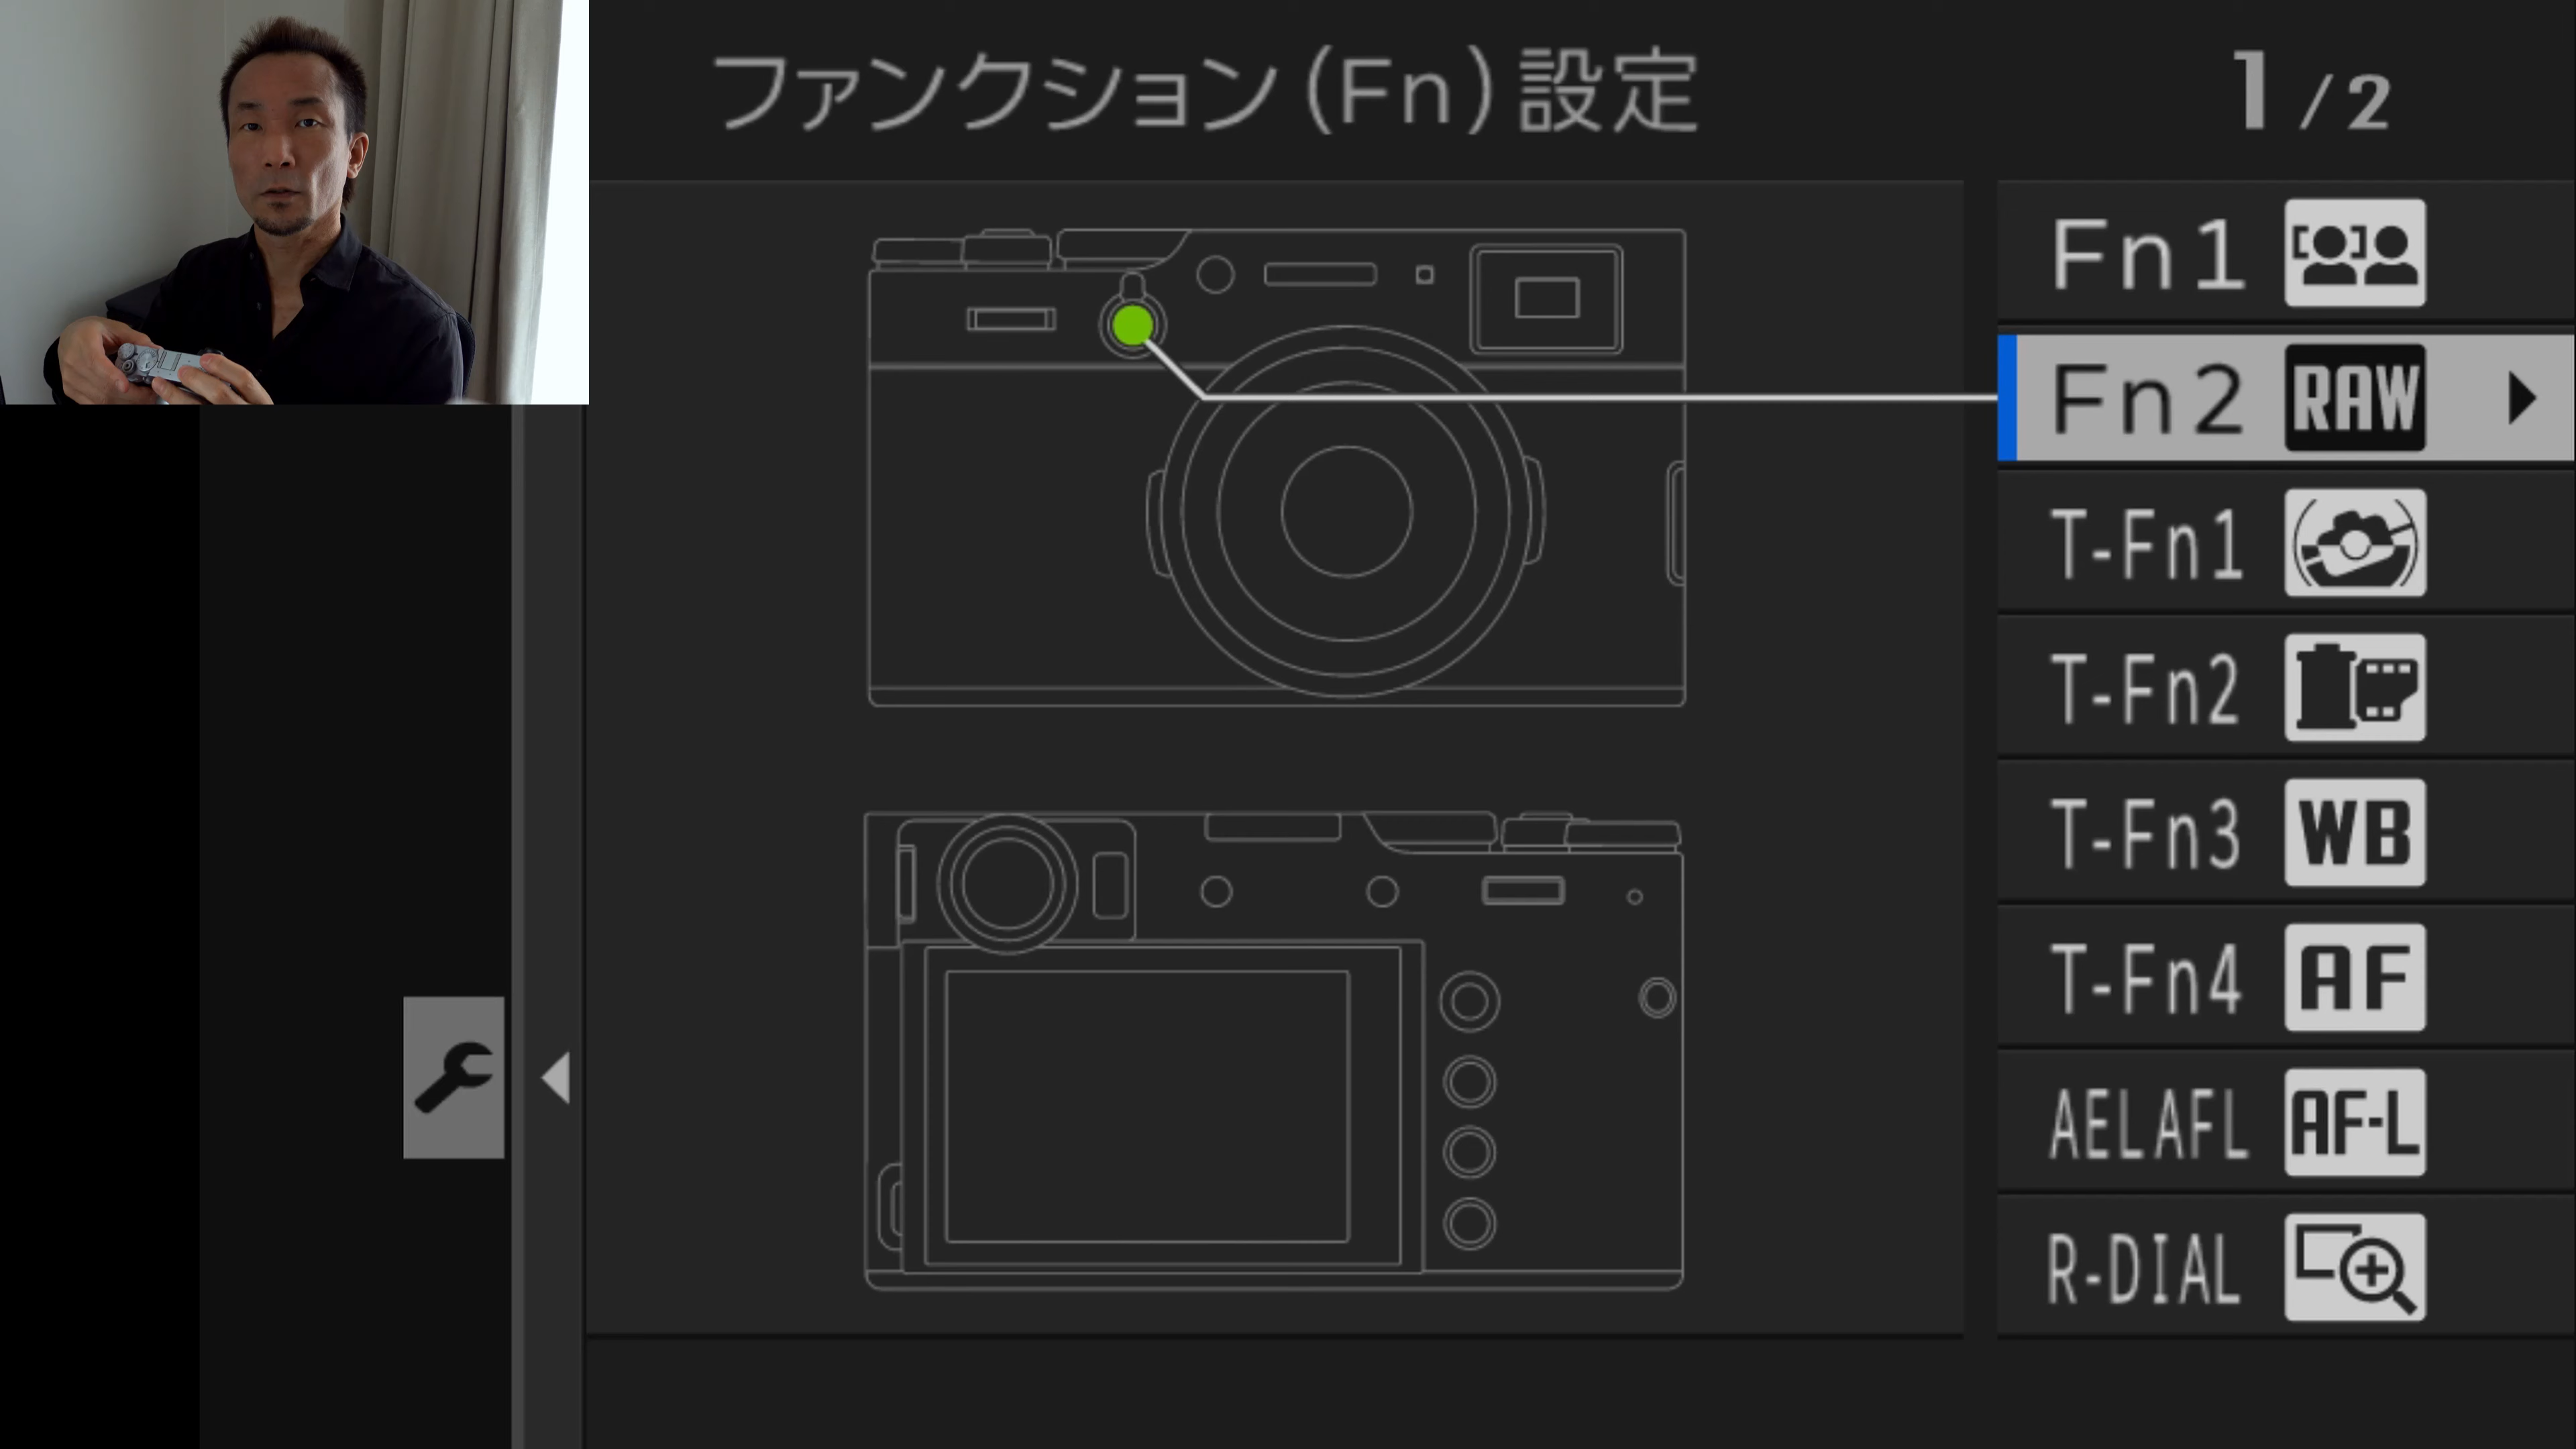 ファンクション(Fn)設定
1/2
Fn1
Fn2 RAW
T-Fn1
T-Fn2
T-Fn3 WB
T-Fn4 AF
AELAFL AF-L
R-DIAL